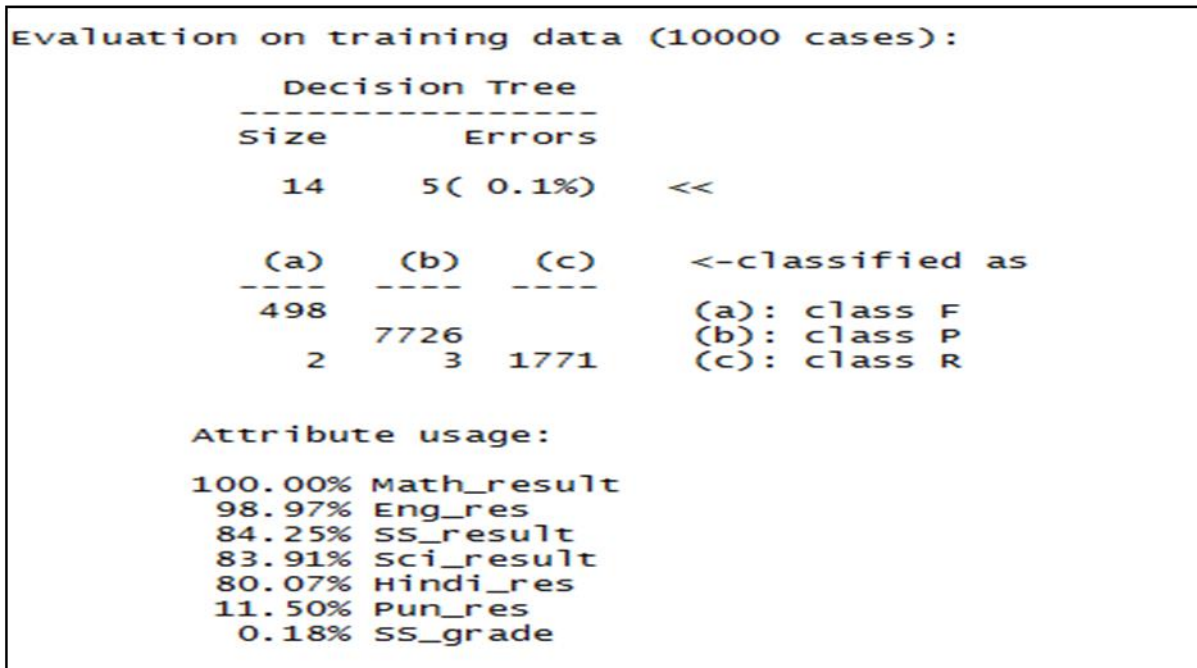 Evaluation on training data (10000 cases):
Decision Tree
-----------------
Size Errors
14 5( 0.1%) <<
(a) (b) (c) <-classified as
---- ---- ----
498 (a): class F
7726 (b): class P
2 3 1771 (c): class R
Attribute usage:
100.00% Math_result
98.97% Eng_res
84.25% SS_result
83.91% Sci_result
80.07% Hindi_res
11.50% Pun_res
0.18% SS_grade